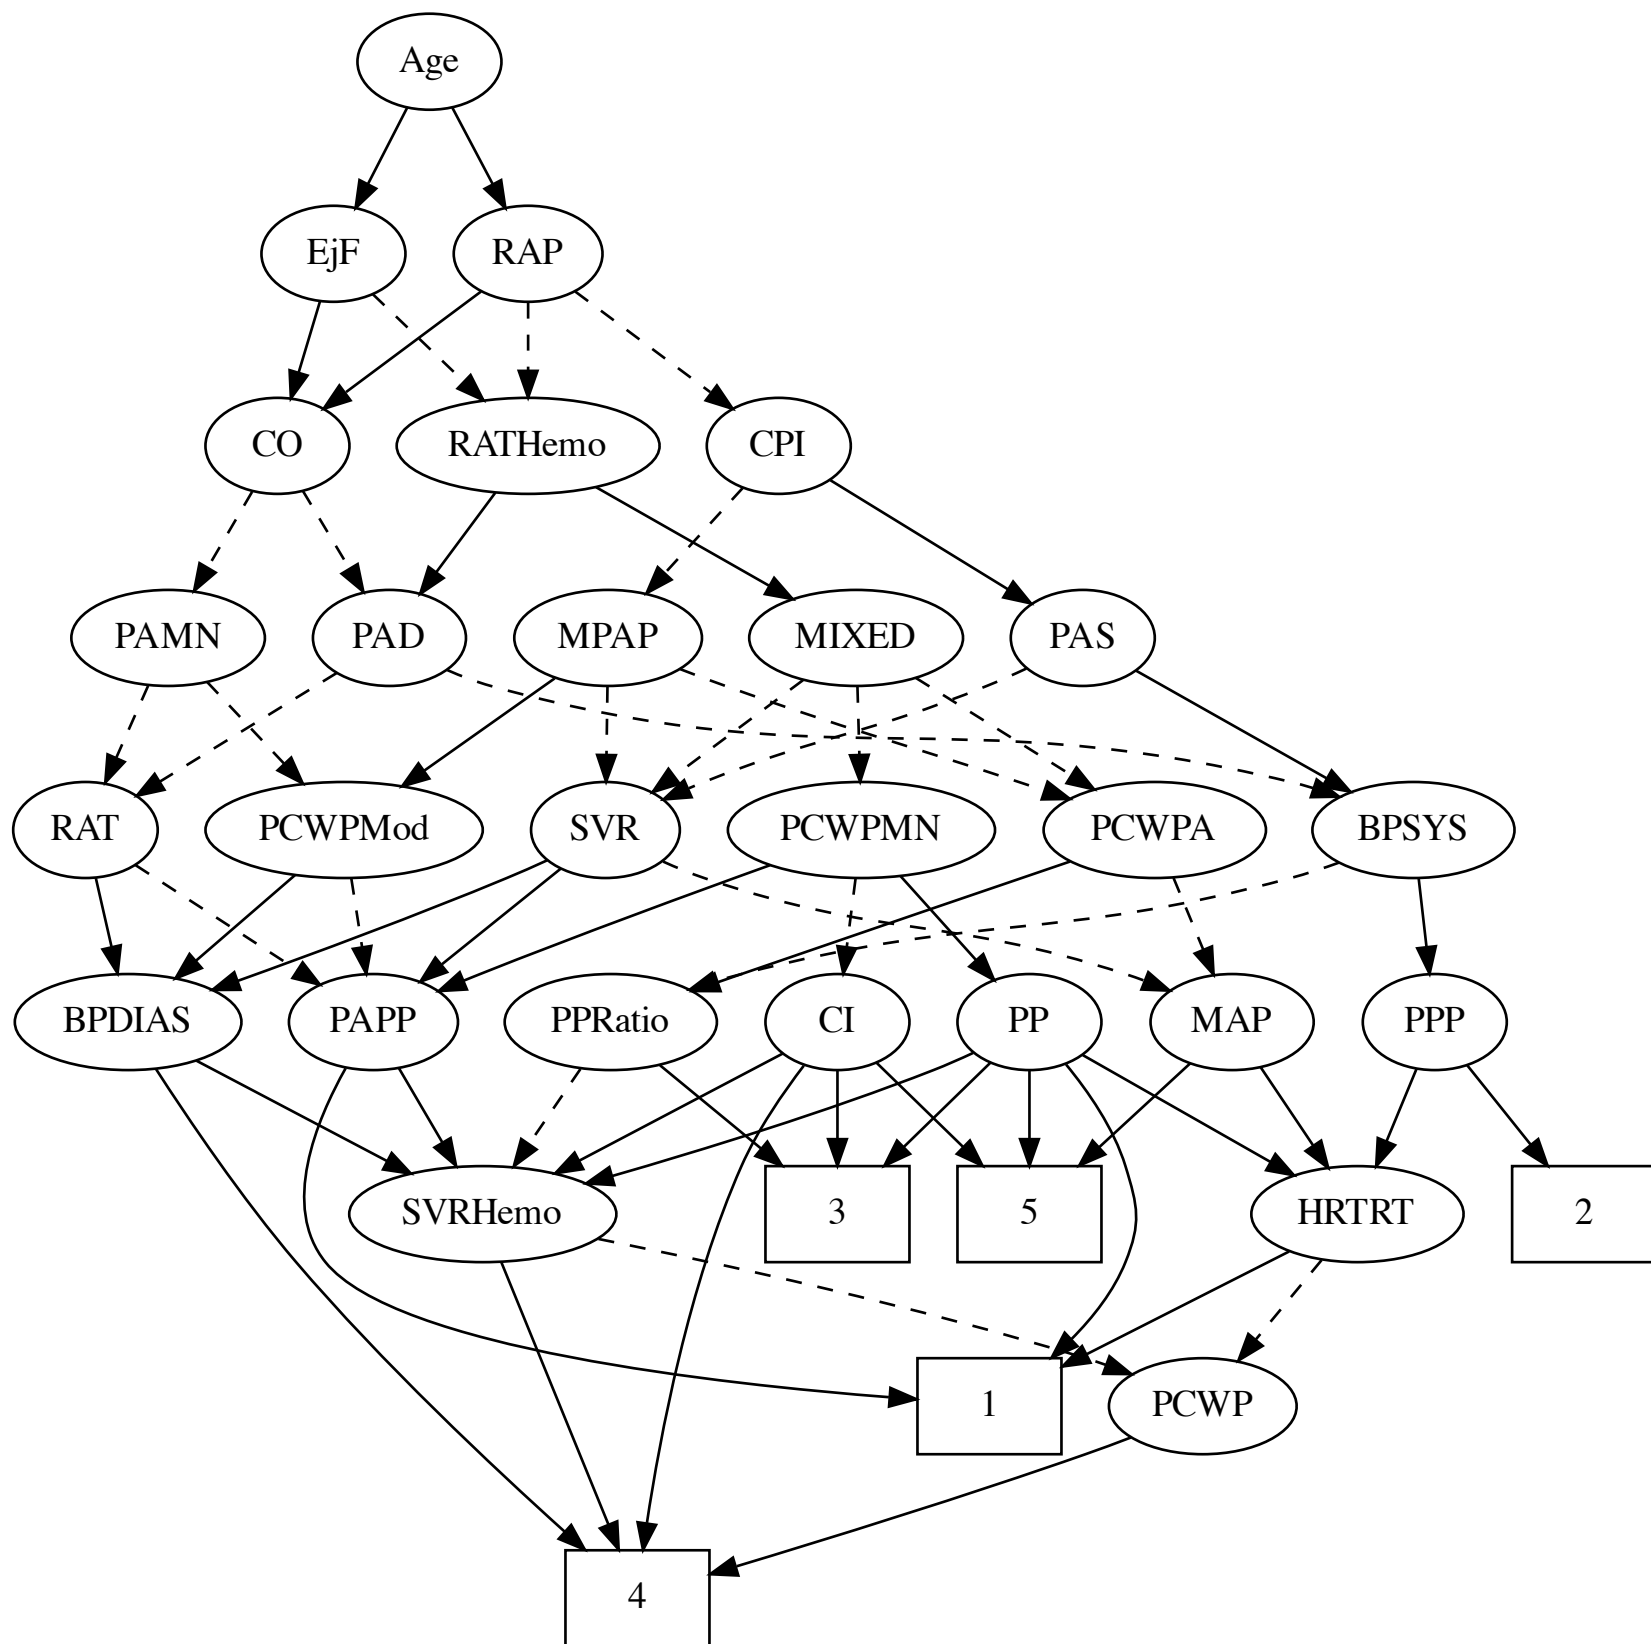 Age
EjF
RAP
CO
RATHemo
CPI
PAMN
PAD
MPAP
MIXED
PAS
RAT
PCWPMod
SVR
PCWPMN
PCWPA
BPSYS
BPDIAS
PAPP
PPRatio
CI
PP
MAP
PPP
SVRHemo
3
5
HRTRT
2
1
PCWP
4